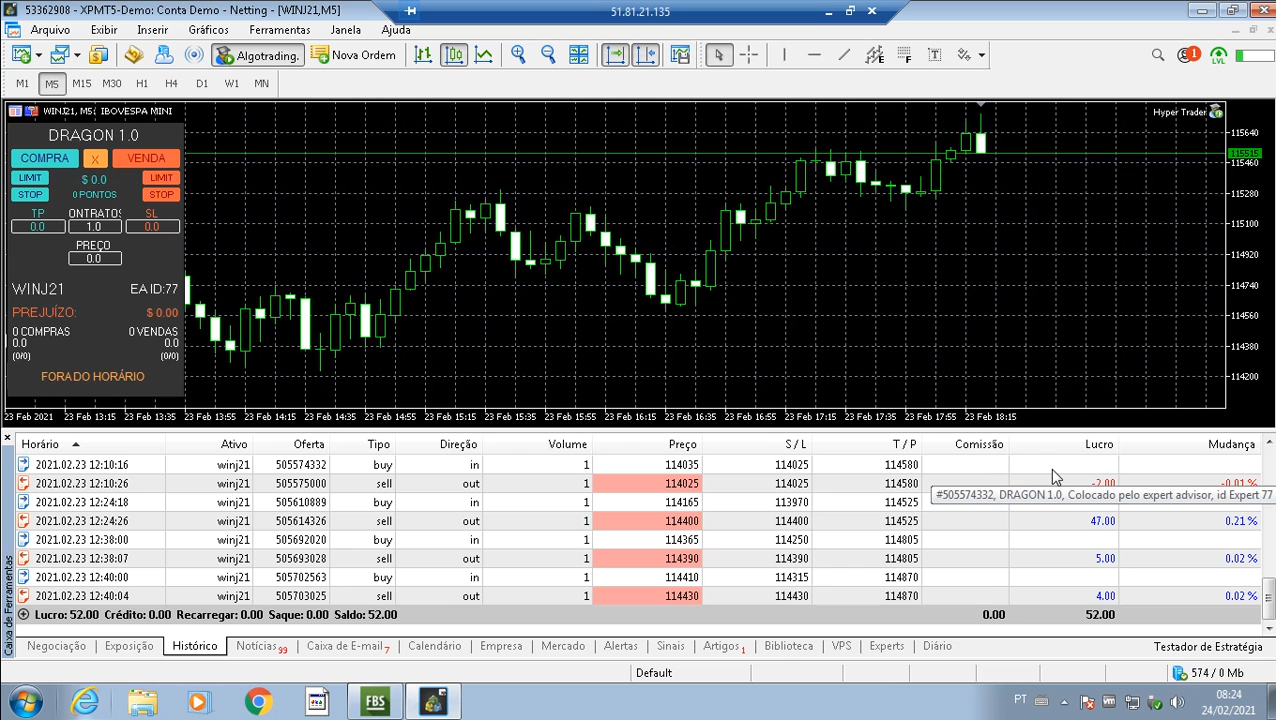 53362908 - XPMT5-Demo: Conta Demo - Netting - [WINJ21,M5]
51.81.21.135
Arquivo Exibir Inserir Gráficos Ferramentas Janela Ajuda
Algotrading. Nova Ordem E F T 1 LVL
M1 M5 M15 M30 H1 H4 D1 W1 MN
WINJ21, M5: IBOVESPA MINI
Hyper Trader
DRAGON 1.0
COMPRA X VENDA
LIMIT $ 0.0 LIMIT
STOP 0 PONTOS STOP
TP ONTRATOS SL
0.0 1.0 0.0
PREÇO
0.0
WINJ21 EA ID:77
PREJUÍZO: $ 0.00
0 COMPRAS 0 VENDAS
0.0 0.0
(0/0) (0/0)
FORA DO HORÁRIO
115640
115515
115460
115280
115100
114920
114740
114560
114380
114200
23 Feb 2021 23 Feb 13:15 23 Feb 13:35 23 Feb 13:55 23 Feb 14:15 23 Feb 14:35 23 Feb 14:55 23 Feb 15:15 23 Feb 15:35 23 Feb 15:55 23 Feb 16:15 23 Feb 16:35 23 Feb 16:55 23 Feb 17:15 23 Feb 17:35 23 Feb 17:55 23 Feb 18:15
Horário Ativo Oferta Tipo Direção Volume Preço S / L T / P Comissão Lucro Mudança
2021.02.23 12:10:16 winj21 505574332 buy in 1 114035 114025 114580
2021.02.23 12:10:26 winj21 505575000 sell out 1 114025 114025 114580 -2.00 -0.01 %
#505574332, DRAGON 1.0, Colocado pelo expert advisor, id Expert 77
2021.02.23 12:24:18 winj21 505610889 buy in 1 114165 113970 114525
2021.02.23 12:24:26 winj21 505614326 sell out 1 114400 114400 114525 47.00 0.21 %
2021.02.23 12:38:00 winj21 505692020 buy in 1 114365 114250 114805
2021.02.23 12:38:07 winj21 505693028 sell out 1 114390 114390 114805 5.00 0.02 %
2021.02.23 12:40:00 winj21 505702563 buy in 1 114410 114315 114870
2021.02.23 12:40:04 winj21 505703025 sell out 1 114430 114430 114870 4.00 0.02 %
Lucro: 52.00 Crédito: 0.00 Recarregar: 0.00 Saque: 0.00 Saldo: 52.00 0.00 52.00
Caixa de Ferramentas
Negociação Exposição Histórico Notícias 99 Caixa de E-mail 7 Calendário Empresa Mercado Alertas Sinais Artigos 1 Biblioteca VPS Experts Diário Testador de Estratégia
Default 574 / 0 Mb
FBS PT 08:24
24/02/2021